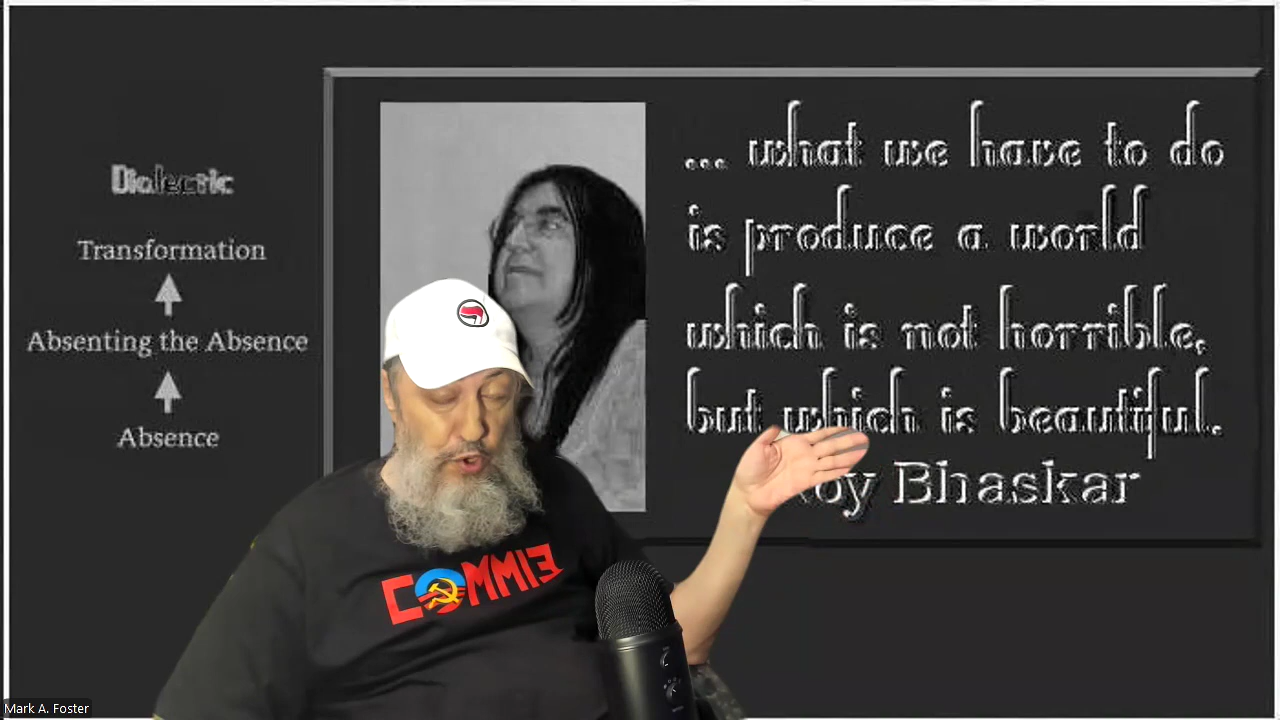 Dialectic
Transformation
Absenting the Absence
Absence
... what we have to do
is produce a world
which is not horrible,
but which is beautiful.
Bhaskar
COMMIE
Mark A. Foster